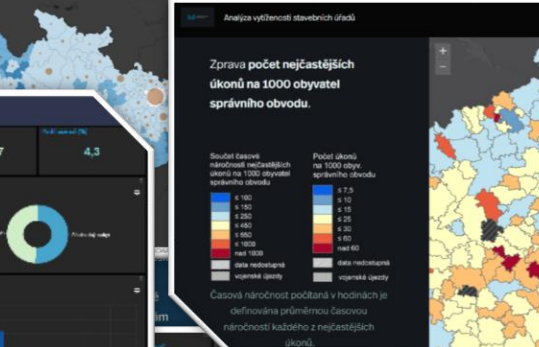 Analýza vytíženosti stavebních úřadů
Zprava počet nejčastějších
úkonů na 1000 obyvatel
správního obvodu.
Součet časové
náročnosti nejčastějších
úkonů na 1000 obyvatel
správního obvodu
≤ 100
≤ 150
≤ 250
≤ 450
≤ 650
≤ 1000
nad 1000
data nedostupná
vojenské újezdy
Počet úkonů
na 1000 obyv.
správního obvodu
≤ 7,5
≤ 10
≤ 15
≤ 25
≤ 30
≤ 60
nad 60
data nedostupná
vojenské újezdy
Časová náročnost počítaná v hodinách je
definována průměrnou časovou
náročností každého z nejčastějších
úkonů.
7
4,3